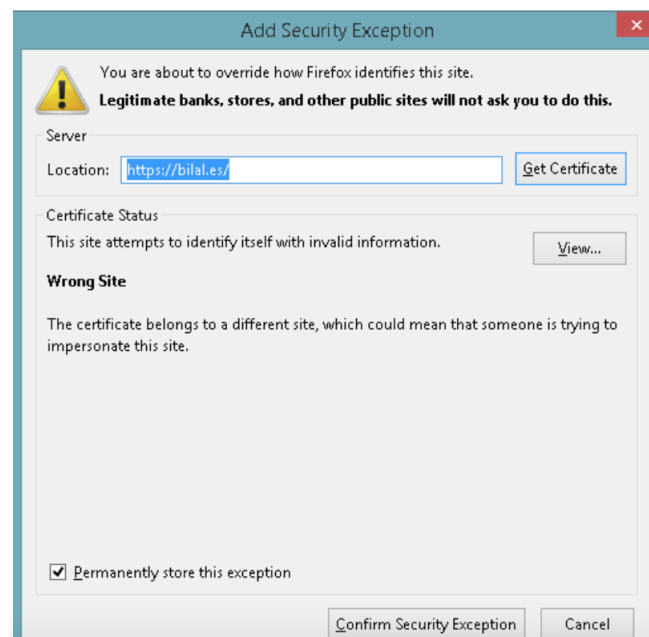 Add Security Exception
You are about to override how Firefox identifies this site.
Legitimate banks, stores, and other public sites will not ask you to do this.
Server
Location: https://bilal.es/ Get Certificate
Certificate Status
This site attempts to identify itself with invalid information. View...
Wrong Site
The certificate belongs to a different site, which could mean that someone is trying to
impersonate this site.
Permanently store this exception
Confirm Security Exception Cancel